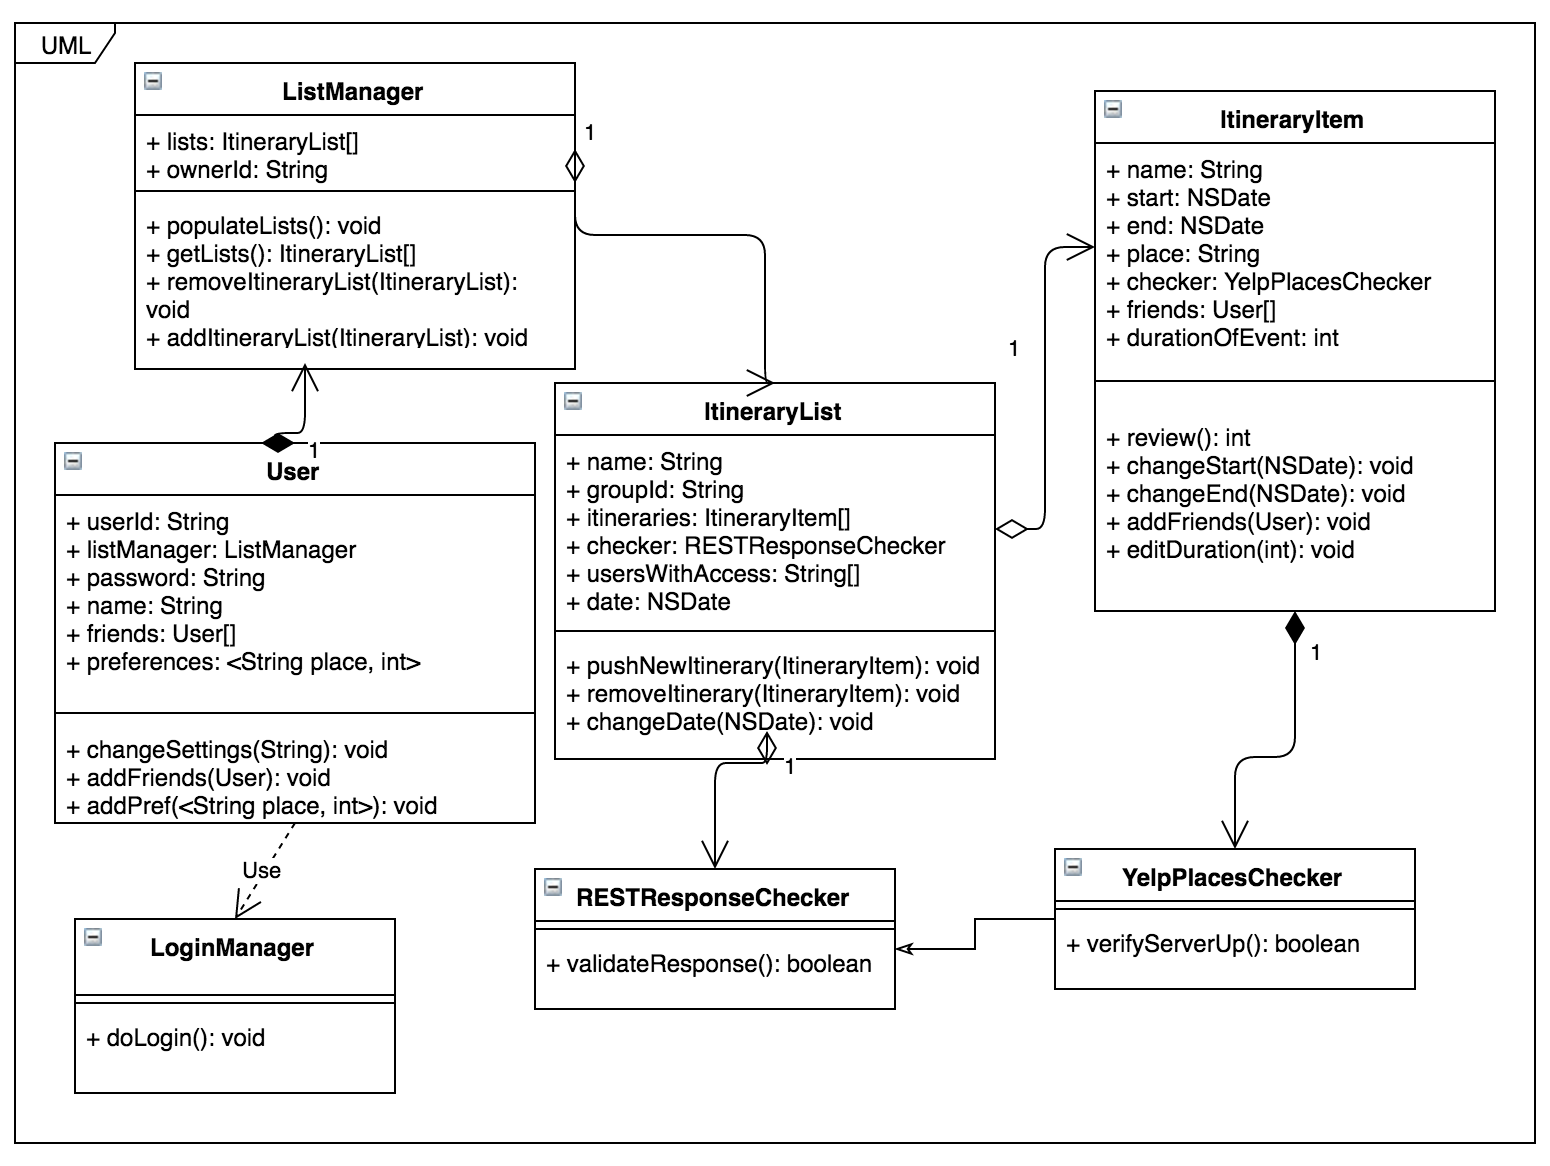 UML
ListManager
+ lists: ItineraryList[]
+ ownerId: String
+ populateLists(): void
+ getLists(): ItineraryList[]
+ removeItineraryList(ItineraryList):
void
+ addItineraryList(ItineraryList): void
1
ItineraryItem
+ name: String
+ start: NSDate
+ end: NSDate
+ place: String
+ checker: YelpPlacesChecker
+ friends: User[]
+ durationOfEvent: int
+ review(): int
+ changeStart(NSDate): void
+ changeEnd(NSDate): void
+ addFriends(User): void
+ editDuration(int): void
1
1
ItineraryList
+ name: String
+ groupId: String
+ itineraries: ItineraryItem[]
+ checker: RESTResponseChecker
+ usersWithAccess: String[]
+ date: NSDate
+ pushNewItinerary(ItineraryItem): void
+ removeItinerary(ItineraryItem): void
+ changeDate(NSDate): void
1
1
User
+ userId: String
+ listManager: ListManager
+ password: String
+ name: String
+ friends: User[]
+ preferences: <String place, int>
+ changeSettings(String): void
+ addFriends(User): void
+ addPref(<String place, int>): void
Use
LoginManager
+ doLogin(): void
RESTResponseChecker
+ validateResponse(): boolean
YelpPlacesChecker
+ verifyServerUp(): boolean